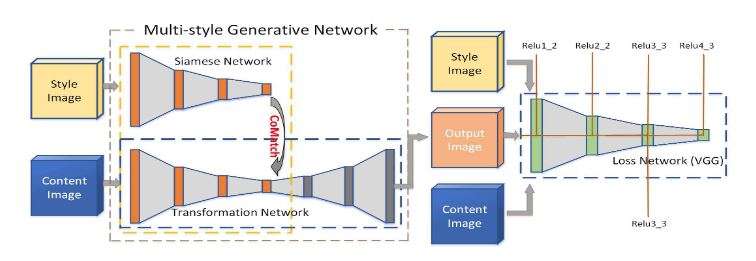 Multi-style Generative Network
Siamese Network
Style
Image
CoMatch
Content
Image
Transformation Network
Style
Image
Output
Image
Content
Image
Relu1_2
Relu2_2
Relu3_3
Relu4_3
Loss Network (VGG)
Relu3_3